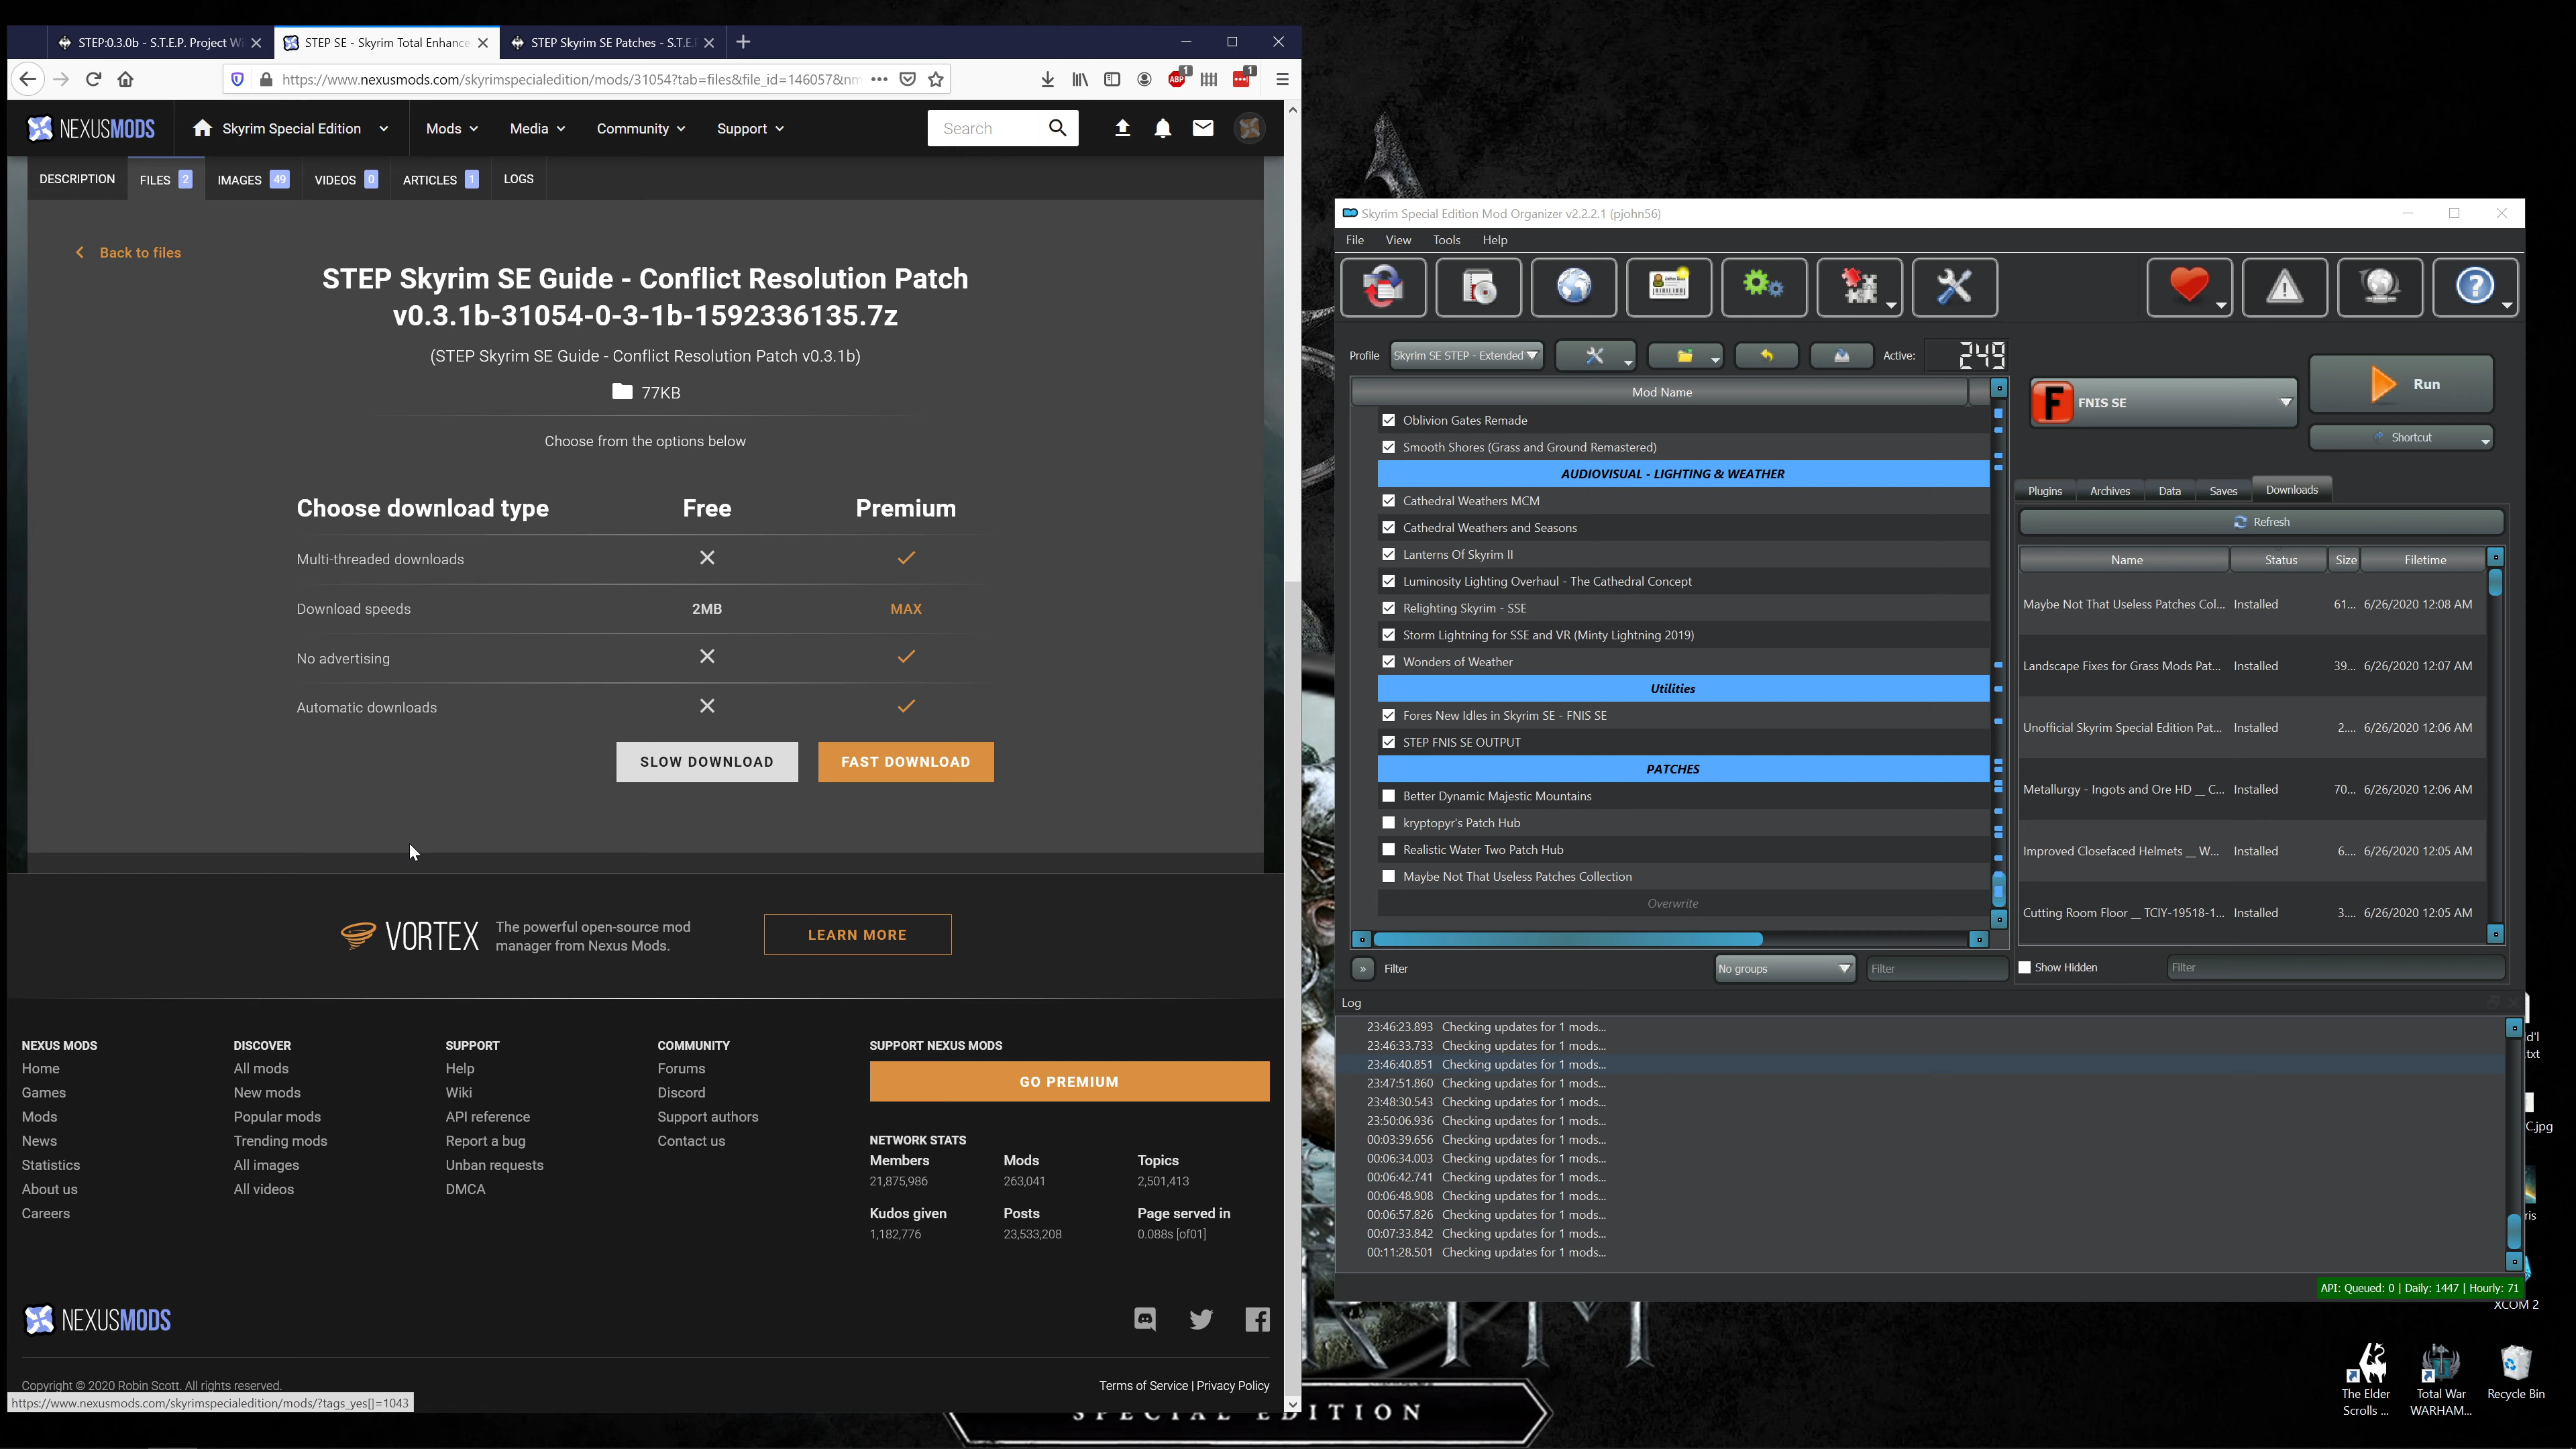 STEP:0.3.0b - S.T.E.P. Project Wi
STEP SE - Skyrim Total Enhance
STEP Skyrim SE Patches - S.T.E.
https://www.nexusmods.com/skyrimspecialedition/mods/31054?tab=files&file_id=146057&nm
ABP
1
1
NEXUSMODS
Skyrim Special Edition
Mods
Media
Community
Support
Search
DESCRIPTION
FILES 2
IMAGES 49
VIDEOS 0
ARTICLES 1
LOGS
Back to files
STEP Skyrim SE Guide - Conflict Resolution Patch
v0.3.1b-31054-0-3-1b-1592336135.7z
(STEP Skyrim SE Guide - Conflict Resolution Patch v0.3.1b)
77KB
Choose from the options below
Choose download type Free Premium
Multi-threaded downloads
Download speeds 2MB MAX
No advertising
Automatic downloads
SLOW DOWNLOAD
FAST DOWNLOAD
VORTEX
The powerful open-source mod
manager from Nexus Mods.
LEARN MORE
NEXUS MODS
Home
Games
Mods
News
Statistics
About us
Careers
DISCOVER
All mods
New mods
Popular mods
Trending mods
All images
All videos
SUPPORT
Help
Wiki
API reference
Report a bug
Unban requests
DMCA
COMMUNITY
Forums
Discord
Support authors
Contact us
SUPPORT NEXUS MODS
GO PREMIUM
NETWORK STATS
Members Mods Topics
21,875,986 263,041 2,501,413
Kudos given Posts Page served in
1,182,776 23,533,208 0.088s [of01]
NEXUSMODS
Copyright © 2020 Robin Scott. All rights reserved.
Terms of Service | Privacy Policy
https://www.nexusmods.com/skyrimspecialedition/mods/?tags_yes[]=1043
Skyrim Special Edition Mod Organizer v2.2.2.1 (pjohn56)
File View Tools Help
Profile
Skyrim SE STEP - Extended
Active: 249
Mod Name
Oblivion Gates Remade
Smooth Shores (Grass and Ground Remastered)
AUDIOVISUAL - LIGHTING & WEATHER
Cathedral Weathers MCM
Cathedral Weathers and Seasons
Lanterns Of Skyrim II
Luminosity Lighting Overhaul - The Cathedral Concept
Relighting Skyrim - SSE
Storm Lightning for SSE and VR (Minty Lightning 2019)
Wonders of Weather
Utilities
Fores New Idles in Skyrim SE - FNIS SE
STEP FNIS SE OUTPUT
PATCHES
Better Dynamic Majestic Mountains
kryptopyr's Patch Hub
Realistic Water Two Patch Hub
Maybe Not That Useless Patches Collection
Overwrite
» Filter
No groups
Filter
F FNIS SE
Run
Shortcut
Plugins Archives Data Saves Downloads
Refresh
Name Status Size Filetime
Maybe Not That Useless Patches Col... Installed 61... 6/26/2020 12:08 AM
Landscape Fixes for Grass Mods Pat... Installed 39... 6/26/2020 12:07 AM
Unofficial Skyrim Special Edition Pat... Installed 2.... 6/26/2020 12:06 AM
Metallurgy - Ingots and Ore HD __ C... Installed 70... 6/26/2020 12:06 AM
Improved Closefaced Helmets __ W... Installed 6.... 6/26/2020 12:05 AM
Cutting Room Floor __ TCIY-19518-1... Installed 3.... 6/26/2020 12:05 AM
Show Hidden
Filter
Log
23:46:23.893 Checking updates for 1 mods...
23:46:33.733 Checking updates for 1 mods...
23:46:40.851 Checking updates for 1 mods...
23:47:51.860 Checking updates for 1 mods...
23:48:30.543 Checking updates for 1 mods...
23:50:06.936 Checking updates for 1 mods...
00:03:39.656 Checking updates for 1 mods...
00:06:34.003 Checking updates for 1 mods...
00:06:42.741 Checking updates for 1 mods...
00:06:48.908 Checking updates for 1 mods...
00:06:57.826 Checking updates for 1 mods...
00:07:33.842 Checking updates for 1 mods...
00:11:28.501 Checking updates for 1 mods...
API: Queued: 0 | Daily: 1447 | Hourly: 71
d'l
.txt
C.jpg
ris
XCOM 2
The Elder
Scrolls ...
Total War
WARHAM...
Recycle Bin
SPECIAL EDITION